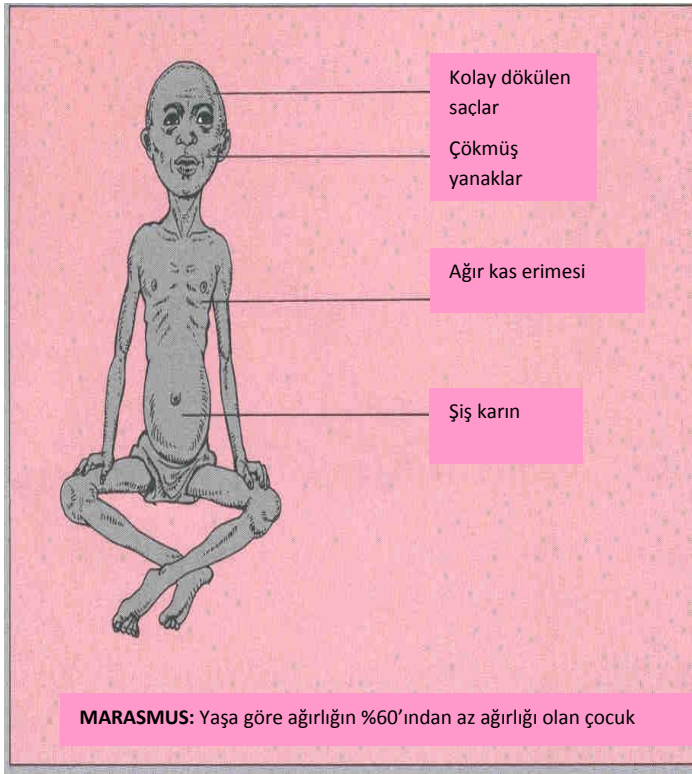 Kolay dökülen
saçlar
Çökmüş
yanaklar
Ağır kas erimesi
Şiş karın
MARASMUS: Yaşa göre ağırlığın %60’ından az ağırlığı olan çocuk